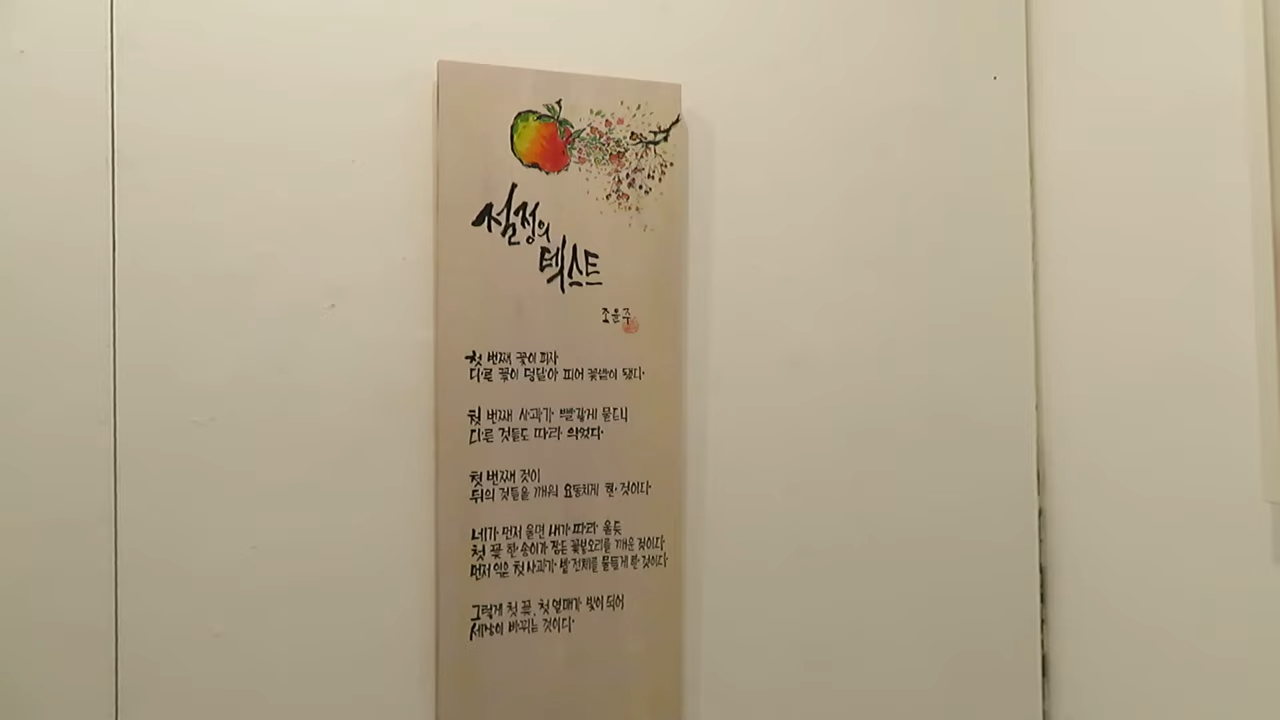 절정의
텍스트
조윤주
첫 번째 꽃이 피자
다른 꽃이 덩달아 피어 꽃밭이 됐다
첫 번째 사과가 빨갛게 물드니
다른 것들도 따라 익었다
첫 번째 것이
뒤의 것들을 깨워 요동치게 한 것이다
네가 먼저 울면 내가 따라 울듯
첫 꽃 한 송이가 잠든 꽃봉오리를 깨운 것이다
먼저 익은 첫 사과가 밭 전체를 물들게 한 것이다
그렇게 첫 꽃, 첫 열매가 빛이 되어
세상이 바뀌는 것이다